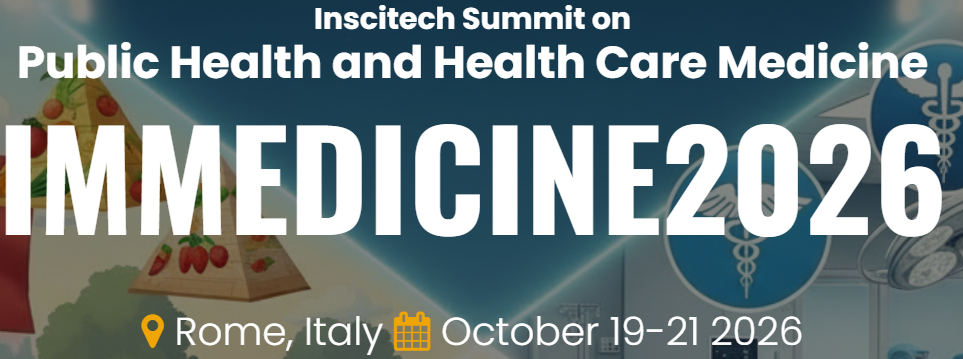 Inscitech Summit on
Public Health and Health Care Medicine
IMMEDICINE2026
Rome, Italy October 19-21 2026